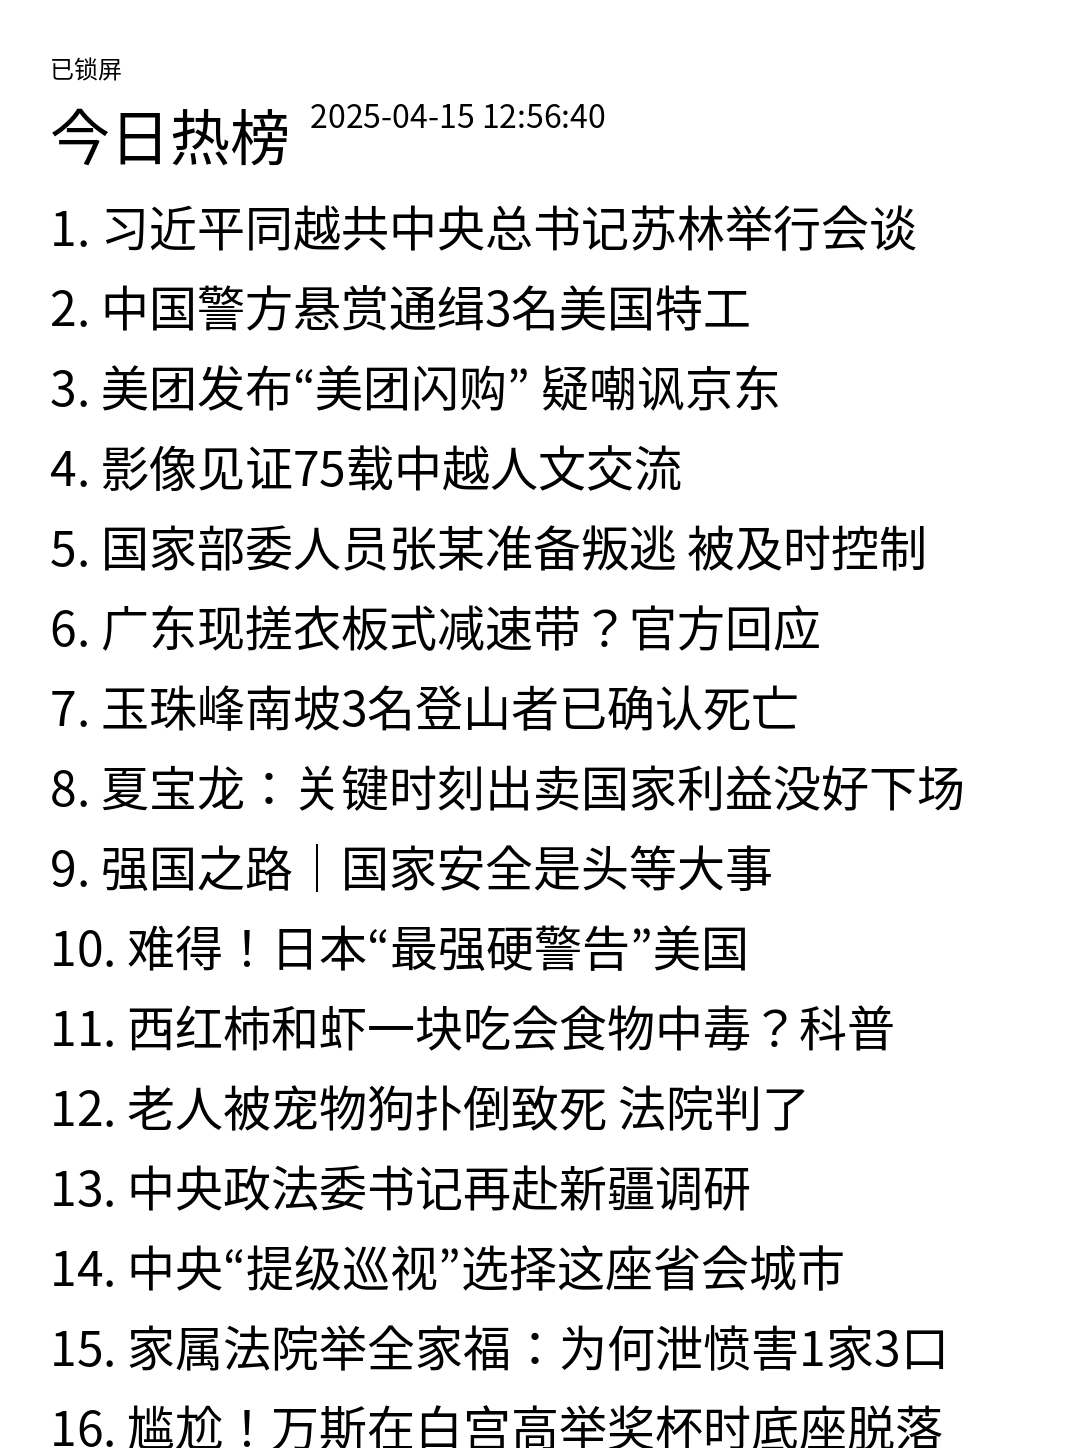 已锁屏
今日热榜 2025-04-15 12:56:40
1. 习近平同越共中央总书记苏林举行会谈
2. 中国警方悬赏通缉3名美国特工
3. 美团发布“美团闪购” 疑嘲讽京东
4. 影像见证75载中越人文交流
5. 国家部委人员张某准备叛逃 被及时控制
6. 广东现搓衣板式减速带？官方回应
7. 玉珠峰南坡3名登山者已确认死亡
8. 夏宝龙：关键时刻出卖国家利益没好下场
9. 强国之路｜国家安全是头等大事
10. 难得！日本“最强硬警告”美国
11. 西红柿和虾一块吃会食物中毒？科普
12. 老人被宠物狗扑倒致死 法院判了
13. 中央政法委书记再赴新疆调研
14. 中央“提级巡视”选择这座省会城市
15. 家属法院举全家福：为何泄愤害1家3口
16. 尴尬！万斯在白宫高举奖杯时底座脱落